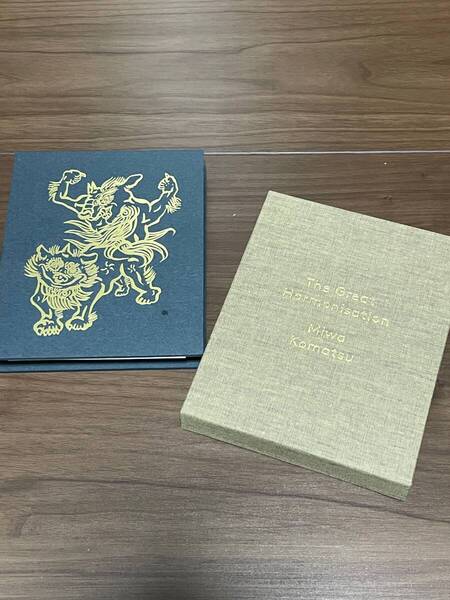 The Great
Harmonisation
Miwa
Komatsu